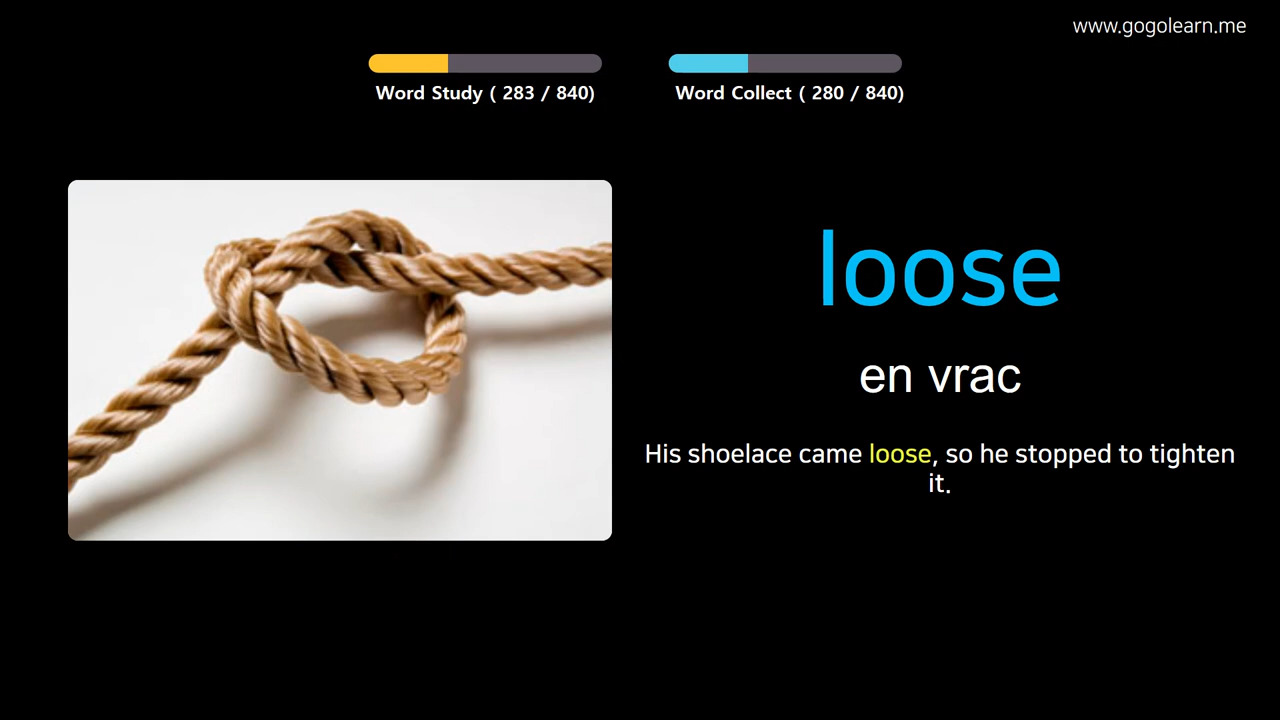 www.gogolearn.me
Word Study ( 283 / 840)
Word Collect ( 280 / 840)
loose
en vrac
His shoelace came loose, so he stopped to tighten
it.